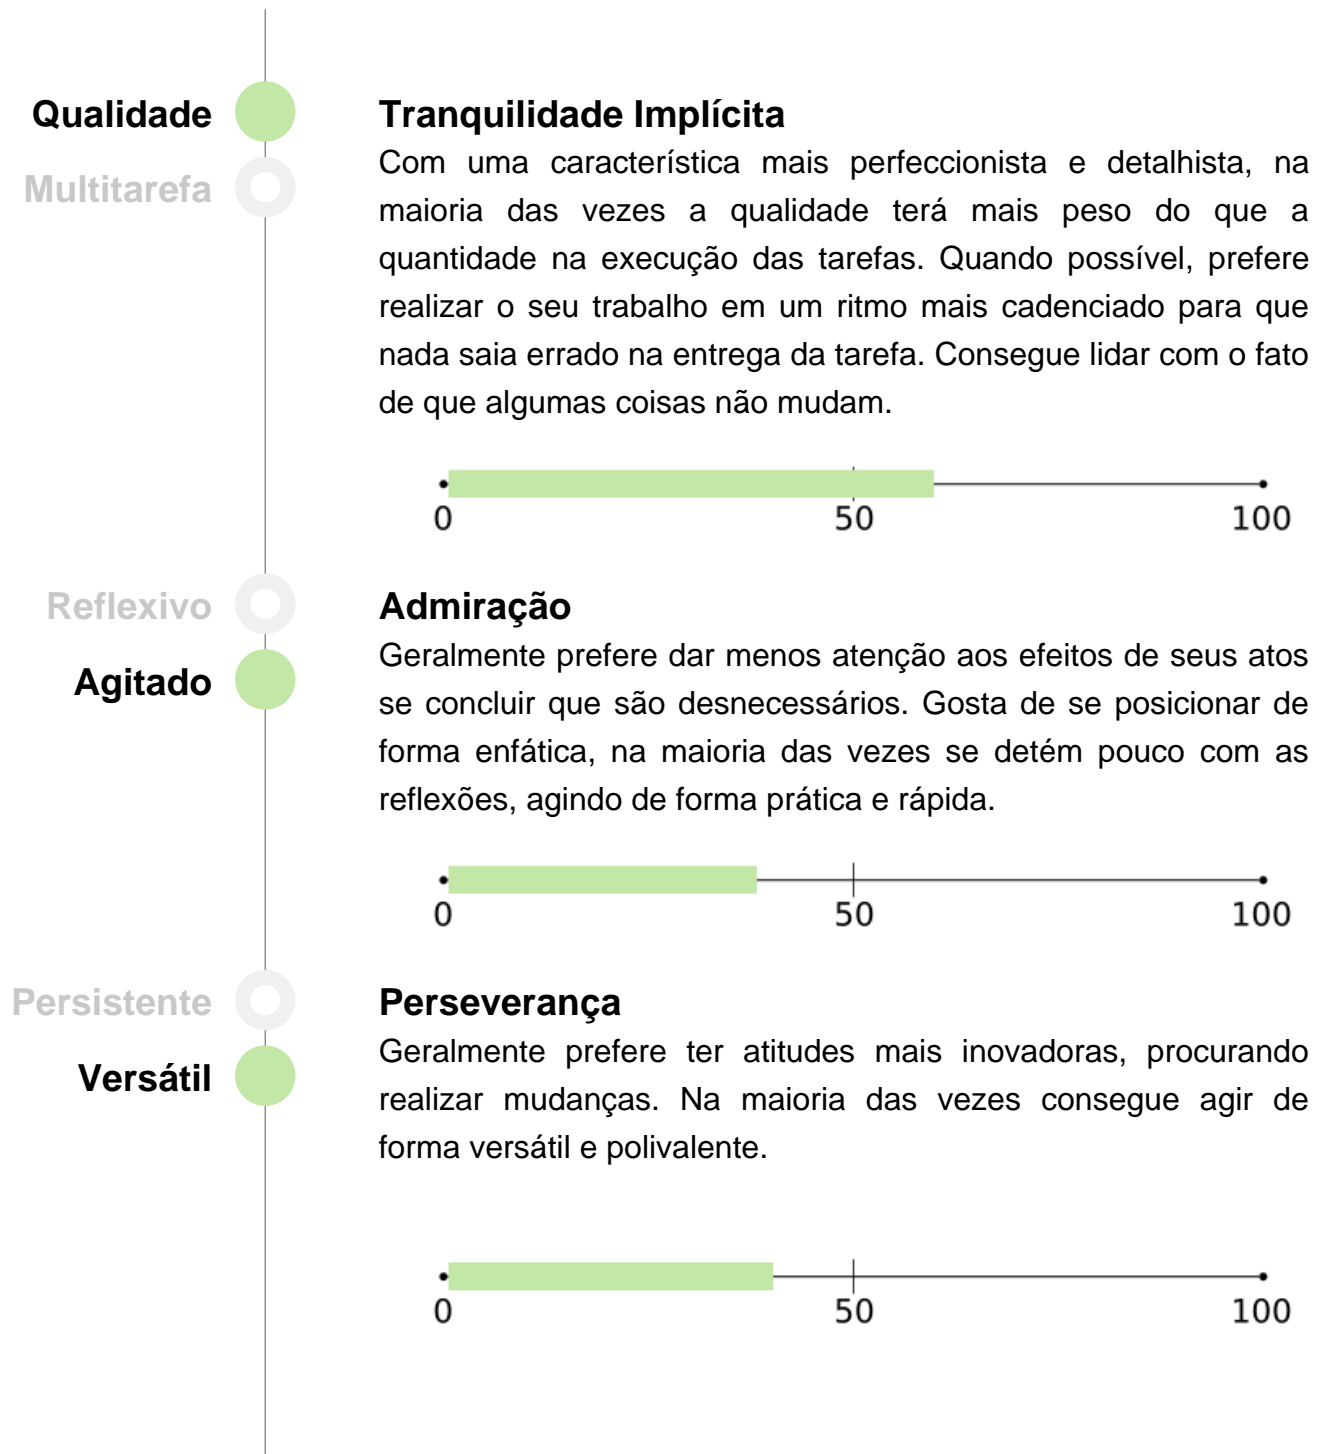 Qualidade
Multitarefa
Tranquilidade Implícita
Com uma característica mais perfeccionista e detalhista, na
maioria das vezes a qualidade terá mais peso do que a
quantidade na execução das tarefas. Quando possível, prefere
realizar o seu trabalho em um ritmo mais cadenciado para que
nada saia errado na entrega da tarefa. Consegue lidar com o fato
de que algumas coisas não mudam.
0 50 100
Reflexivo
Agitado
Admiração
Geralmente prefere dar menos atenção aos efeitos de seus atos
se concluir que são desnecessários. Gosta de se posicionar de
forma enfática, na maioria das vezes se detém pouco com as
reflexões, agindo de forma prática e rápida.
0 50 100
Persistente
Versátil
Perseverança
Geralmente prefere ter atitudes mais inovadoras, procurando
realizar mudanças. Na maioria das vezes consegue agir de
forma versátil e polivalente.
0 50 100